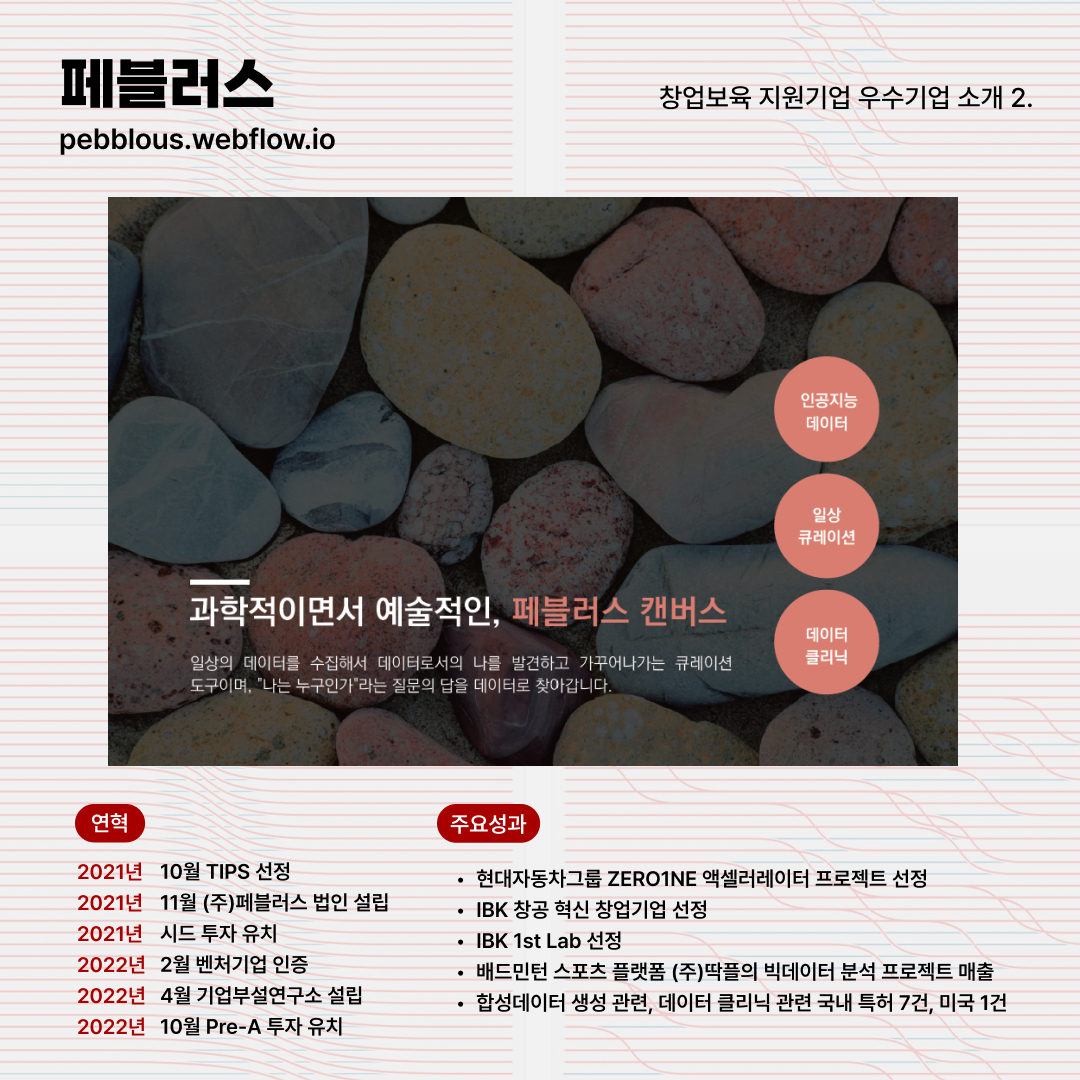 페블러스
pebblous.webflow.io
창업보육 지원기업 우수기업 소개 2.
인공지능
데이터
일상
큐레이션
데이터
클리닉
과학적이면서 예술적인, 페블러스 캔버스
일상의 데이터를 수집해서 데이터로서의 나를 발견하고 가꾸어나가는 큐레이션
도구이며, "나는 누구인가"라는 질문의 답을 데이터로 찾아갑니다.
연혁
2021년 10월 TIPS 선정
2021년 11월 (주)페블러스 법인 설립
2021년 시드 투자 유치
2022년 2월 벤처기업 인증
2022년 4월 기업부설연구소 설립
2022년 10월 Pre-A 투자 유치
주요성과
• 현대자동차그룹 ZERO1NE 액셀러레이터 프로젝트 선정
• IBK 창공 혁신 창업기업 선정
• IBK 1st Lab 선정
• 배드민턴 스포츠 플랫폼 (주)딱플의 빅데이터 분석 프로젝트 매출
• 합성데이터 생성 관련, 데이터 클리닉 관련 국내 특허 7건, 미국 1건